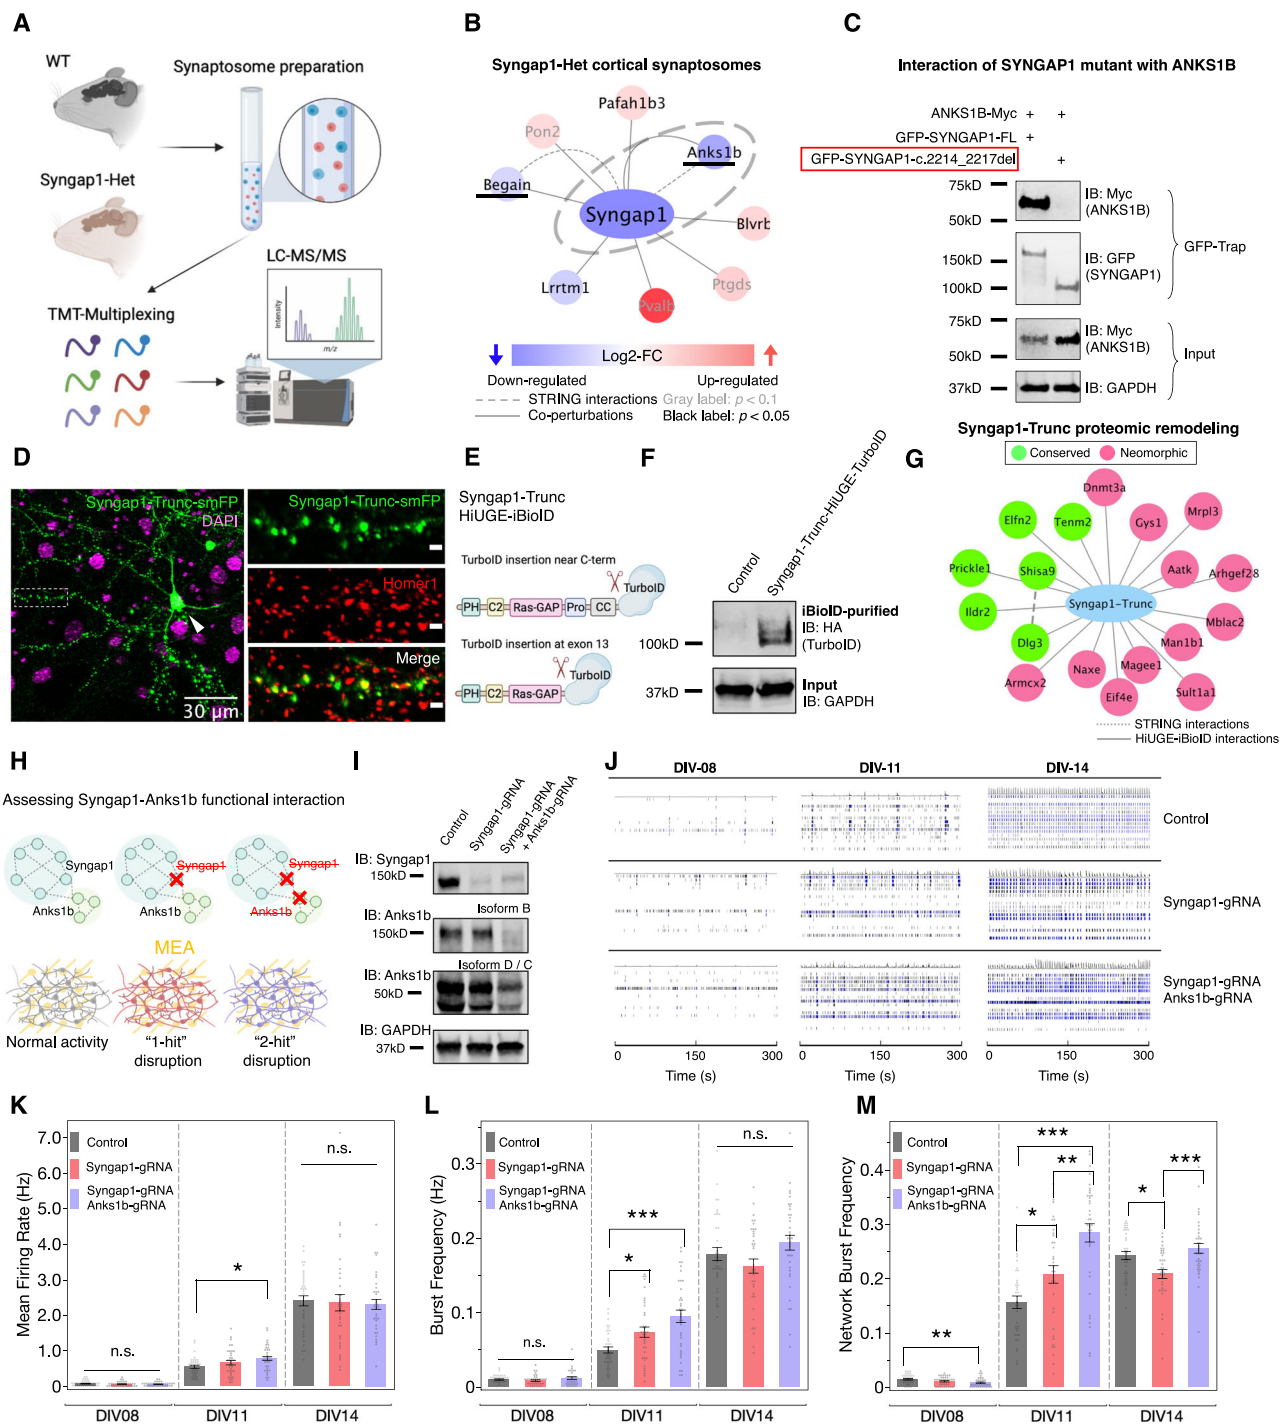 A
WT
Synaptosome preparation
Syngap1-Het
LC-MS/MS
Intensity
m/z
TMT-Multiplexing
B
Syngap1-Het cortical synaptosomes
Pafah1b3
Pon2
Anks1b
Begain
Syngap1
Blvrb
Lrrtm1
Ptgds
Pvalb
Log2-FC
Down-regulated
Up-regulated
STRING interactions
Gray label: p < 0.1
Co-perturbations
Black label: p < 0.05
C
Interaction of SYNGAP1 mutant with ANKS1B
ANKS1B-Myc + +
GFP-SYNGAP1-FL +
GFP-SYNGAP1-c.2214_2217del +
75kD
50kD
IB: Myc
(ANKS1B)
150kD
100kD
IB: GFP
(SYNGAP1)
GFP-Trap
75kD
50kD
IB: Myc
(ANKS1B)
37kD
IB: GAPDH
Input
D
Syngap1-Trunc-smFP
DAPI
30 µm
Syngap1-Trunc-smFP
Homer1
Merge
E
Syngap1-Trunc
HiUGE-iBioID
TurboID insertion near C-term
TurboID
PH C2 Ras-GAP Pro CC
TurboID insertion at exon 13
TurboID
PH C2 Ras-GAP
F
Control
Syngap1-Trunc-HiUGE-TurboID
100kD
iBioID-purified
IB: HA
(TurboID)
37kD
Input
IB: GAPDH
Syngap1-Trunc proteomic remodeling
G
Conserved
Neomorphic
Dnmt3a
Elfn2
Tenm2
Gys1
Mrpl3
Prickle1
Shisa9
Aatk
Arhgef28
Syngap1-Trunc
Ildr2
Mblac2
Dlg3
Man1b1
Armcx2
Naxe
Magee1
Sult1a1
Eif4e
STRING interactions
HiUGE-iBioID interactions
H
Assessing Syngap1-Anks1b functional interaction
Syngap1
Syngap1
Syngap1
Anks1b
Anks1b
Anks1b
MEA
Normal activity
"1-hit"
disruption
"2-hit"
disruption
I
Control
Syngap1-gRNA
Syngap1-gRNA
+ Anks1b-gRNA
IB: Syngap1
150kD
Isoform B
IB: Anks1b
150kD
Isoform D / C
IB: Anks1b
50kD
IB: GAPDH
37kD
J
DIV-08
DIV-11
DIV-14
Control
Syngap1-gRNA
Syngap1-gRNA
Anks1b-gRNA
0 150 300
0 150 300
0 150 300
Time (s)
Time (s)
Time (s)
K
Mean Firing Rate (Hz)
7.0
6.0
5.0
4.0
3.0
2.0
1.0
0
Control
Syngap1-gRNA
Syngap1-gRNA
Anks1b-gRNA
n.s.
*
n.s.
DIV08
DIV11
DIV14
L
Burst Frequency (Hz)
0.3
0.2
0.1
0
Control
Syngap1-gRNA
Syngap1-gRNA
Anks1b-gRNA
n.s.
***
*
n.s.
DIV08
DIV11
DIV14
M
Network Burst Frequency
0.4
0.3
0.2
0.1
0
Control
Syngap1-gRNA
Syngap1-gRNA
Anks1b-gRNA
**
***
**
*
***
*
DIV08
DIV11
DIV14